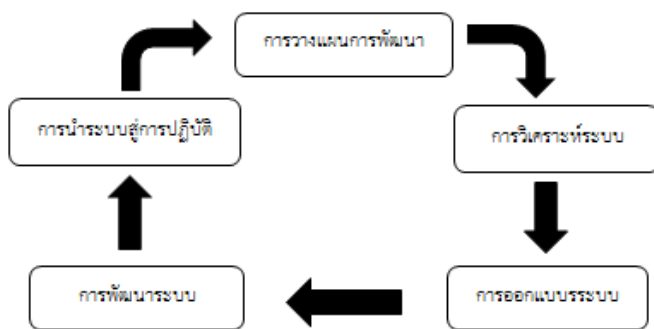 การวางแผนการพัฒนา
การนำระบบสู่การปฏิบัติ
การวิเคราะห์ระบบ
การพัฒนาระบบ
การออกแบบรระบบ